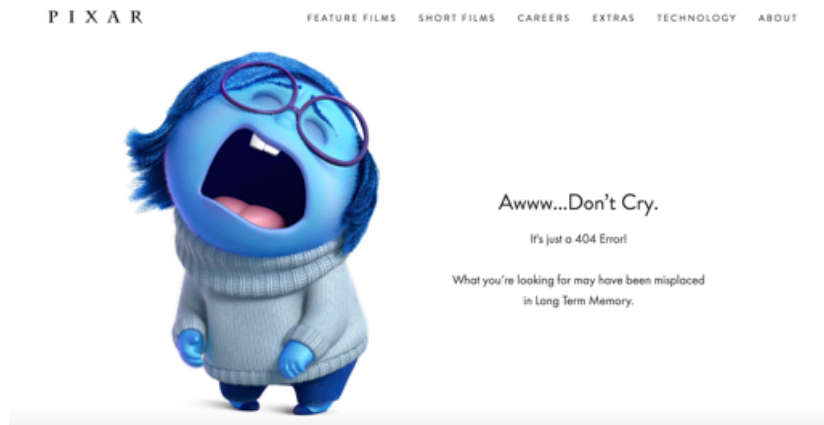 PIXAR
FEATURE FILMS SHORT FILMS CAREERS EXTRAS TECHNOLOGY ABOUT
Awww...Don't Cry.
It's just a 404 Error!
What you're looking for may have been misplaced
in Long Term Memory.